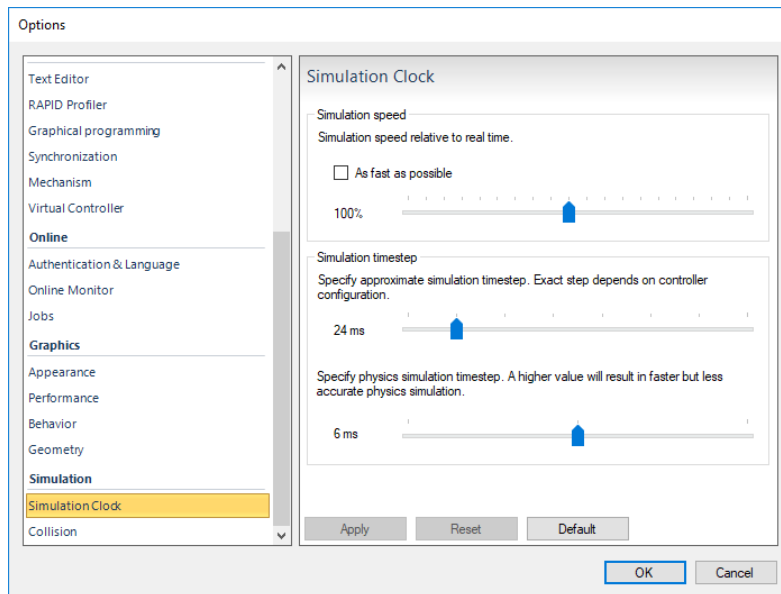 Options
Text Editor
RAPID Profiler
Graphical programming
Synchronization
Mechanism
Virtual Controller
Online
Authentication & Language
Online Monitor
Jobs
Graphics
Appearance
Performance
Behavior
Geometry
Simulation
Simulation Clock
Collision
Simulation Clock
Simulation speed
Simulation speed relative to real time.
As fast as possible
100%
Simulation timestep
Specify approximate simulation timestep. Exact step depends on controller
configuration.
24 ms
Specify physics simulation timestep. A higher value will result in faster but less
accurate physics simulation.
6 ms
Apply Reset Default
OK Cancel